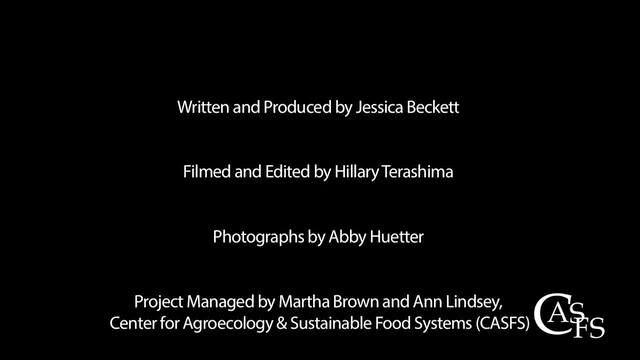 Written and Produced by Jessica Beckett
Filmed and Edited by Hillary Terashima
Photographs by Abby Huetter
Project Managed by Martha Brown and Ann Lindsey,
Center for Agroecology & Sustainable Food Systems (CASFS)
CASFS